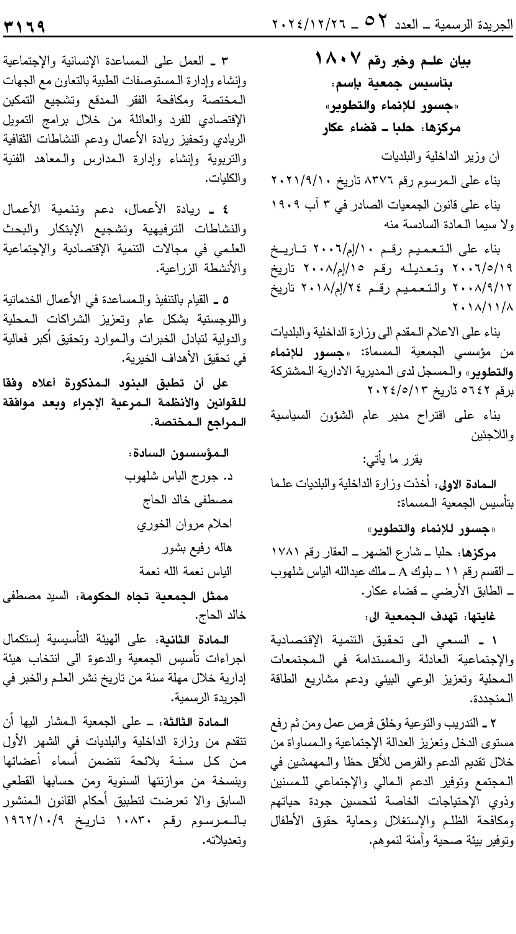 الجريدة الرسمية ـ العدد ٥٢ ـ ٢٠٢٤/١٢/٢٦
٣١٦٩
بيان علم وخبر رقم ١٨٠٧
بتأسيس جمعية بإسم:
«جسور للإنماء والتطوير»
مركزها: حلبا ـ قضاء عكار
ان وزير الداخلية والبلديات
بناء على المرسوم رقم ٨٣٧٦ تاريخ ٢٠٢١/٩/١٠
بناء على قانون الجمعيات الصادر في ٣ آب ١٩٠٩
ولا سيما المادة السادسة منه
بناء على التعميم رقم ١٠/إم/٢٠٠٦ تاريخ
٢٠٠٦/٥/١٩ وتعديله رقم ١٥/إم/٢٠٠٨ تاريخ
٢٠٠٨/٩/١٢ والتعميم رقم ٢٤/إم/٢٠١٨ تاريخ
٢٠١٨/١١/٨
بناء على الاعلام المقدم الى وزارة الداخلية والبلديات
من مؤسسي الجمعية المسماة: «جسور للإنماء
والتطوير» والمسجل لدى المديرية الادارية المشتركة
برقم ٥٦٤٢ تاريخ ٢٠٢٤/٥/١٣
بناء على اقتراح مدير عام الشؤون السياسية
واللاجئين
يقرر ما يأتي:
المادة الاولى: أخذت وزارة الداخلية والبلديات علما
بتأسيس الجمعية المسماة:
«جسور للإنماء والتطوير»
مركزها: حلبا ـ شارع الضهر ـ العقار رقم ١٧٨١
ـ القسم رقم ١١ ـ بلوك A ـ ملك عبدالله الياس شلهوب
ـ الطابق الأرضي ـ قضاء عكار.
غايتها: تهدف الجمعية الى:
١ ـ السعي الى تحقيق التنمية الإقتصادية
والإجتماعية العادلة والمستدامة في المجتمعات
المحلية وتعزيز الوعي البيئي ودعم مشاريع الطاقة
المتجددة.
٢ ـ التدريب والتوعية وخلق فرص عمل ومن ثم رفع
مستوى الدخل وتعزيز العدالة الإجتماعية والمساواة من
خلال تقديم الدعم والفرص للأقل حظا والمهمشين في
المجتمع وتوفير الدعم المالي والإجتماعي للمسنين
وذوي الإحتياجات الخاصة لتحسين جودة حياتهم
ومكافحة الظلم والإستغلال وحماية حقوق الأطفال
وتوفير بيئة صحية وآمنة لنموهم.
٣ ـ العمل على المساعدة الإنسانية والإجتماعية
وإنشاء وإدارة المستوصفات الطبية بالتعاون مع الجهات
المختصة ومكافحة الفقر المدقع وتشجيع التمكين
الإقتصادي للفرد والعائلة من خلال برامج التمويل
الريادي وتحفيز ريادة الأعمال ودعم النشاطات الثقافية
والتربوية وإنشاء وإدارة المدارس والمعاهد الفنية
والكليات.
٤ ـ ريادة الأعمال، دعم وتنمية الأعمال
والنشاطات الترفيهية وتشجيع الإبتكار والبحث
العلمي في مجالات التنمية الإقتصادية والإجتماعية
والأنشطة الزراعية.
٥ ـ القيام بالتنفيذ والمساعدة في الأعمال الخدماتية
واللوجستية بشكل عام وتعزيز الشراكات المحلية
والدولية لتبادل الخبرات والموارد وتحقيق أكبر فعالية
في تحقيق الأهداف الخيرية.
على أن تطبق البنود المذكورة أعلاه وفقا
للقوانين والأنظمة المرعية الإجراء وبعد موافقة
المراجع المختصة.
المؤسسون السادة:
د. جورج الياس شلهوب
مصطفى خالد الحاج
احلام مروان الخوري
هاله رفيع بشور
الياس نعمة الله نعمة
ممثل الجمعية تجاه الحكومة: السيد مصطفى
خالد الحاج.
المادة الثانية: على الهيئة التأسيسية إستكمال
اجراءات تأسيس الجمعية والدعوة الى انتخاب هيئة
إدارية خلال مهلة سنة من تاريخ نشر العلم والخبر في
الجريدة الرسمية.
المادة الثالثة: ـ على الجمعية المشار اليها أن
تتقدم من وزارة الداخلية والبلديات في الشهر الأول
من كل سنة بلائحة تتضمن أسماء أعضائها
وبنسخة من موازنتها السنوية ومن حسابها القطعي
السابق والا تعرضت لتطبيق أحكام القانون المنشور
بالمرسوم رقم ١٠٨٣٠ تاريخ ١٩٦٢/١٠/٩
وتعديلاته.